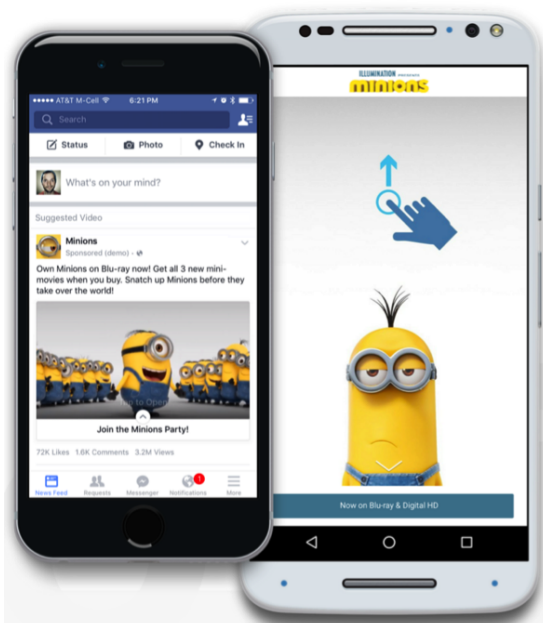 AT&T M-Cell
6:21 PM
Search
Status
Photo
Check In
What's on your mind?
Suggested Video
Minions
Sponsored (demo) -
Own Minions on Blu-ray now! Get all 3 new mini-
movies when you buy. Snatch up Minions before they
take over the world!
to Open
Join the Minions Party!
72K Likes 1.6K Comments 3.2M Views
1
News Feed
Requests
Messenger
Notifications
More
ILLUMINATION
minions
Now on Blu-ray & Digital HD